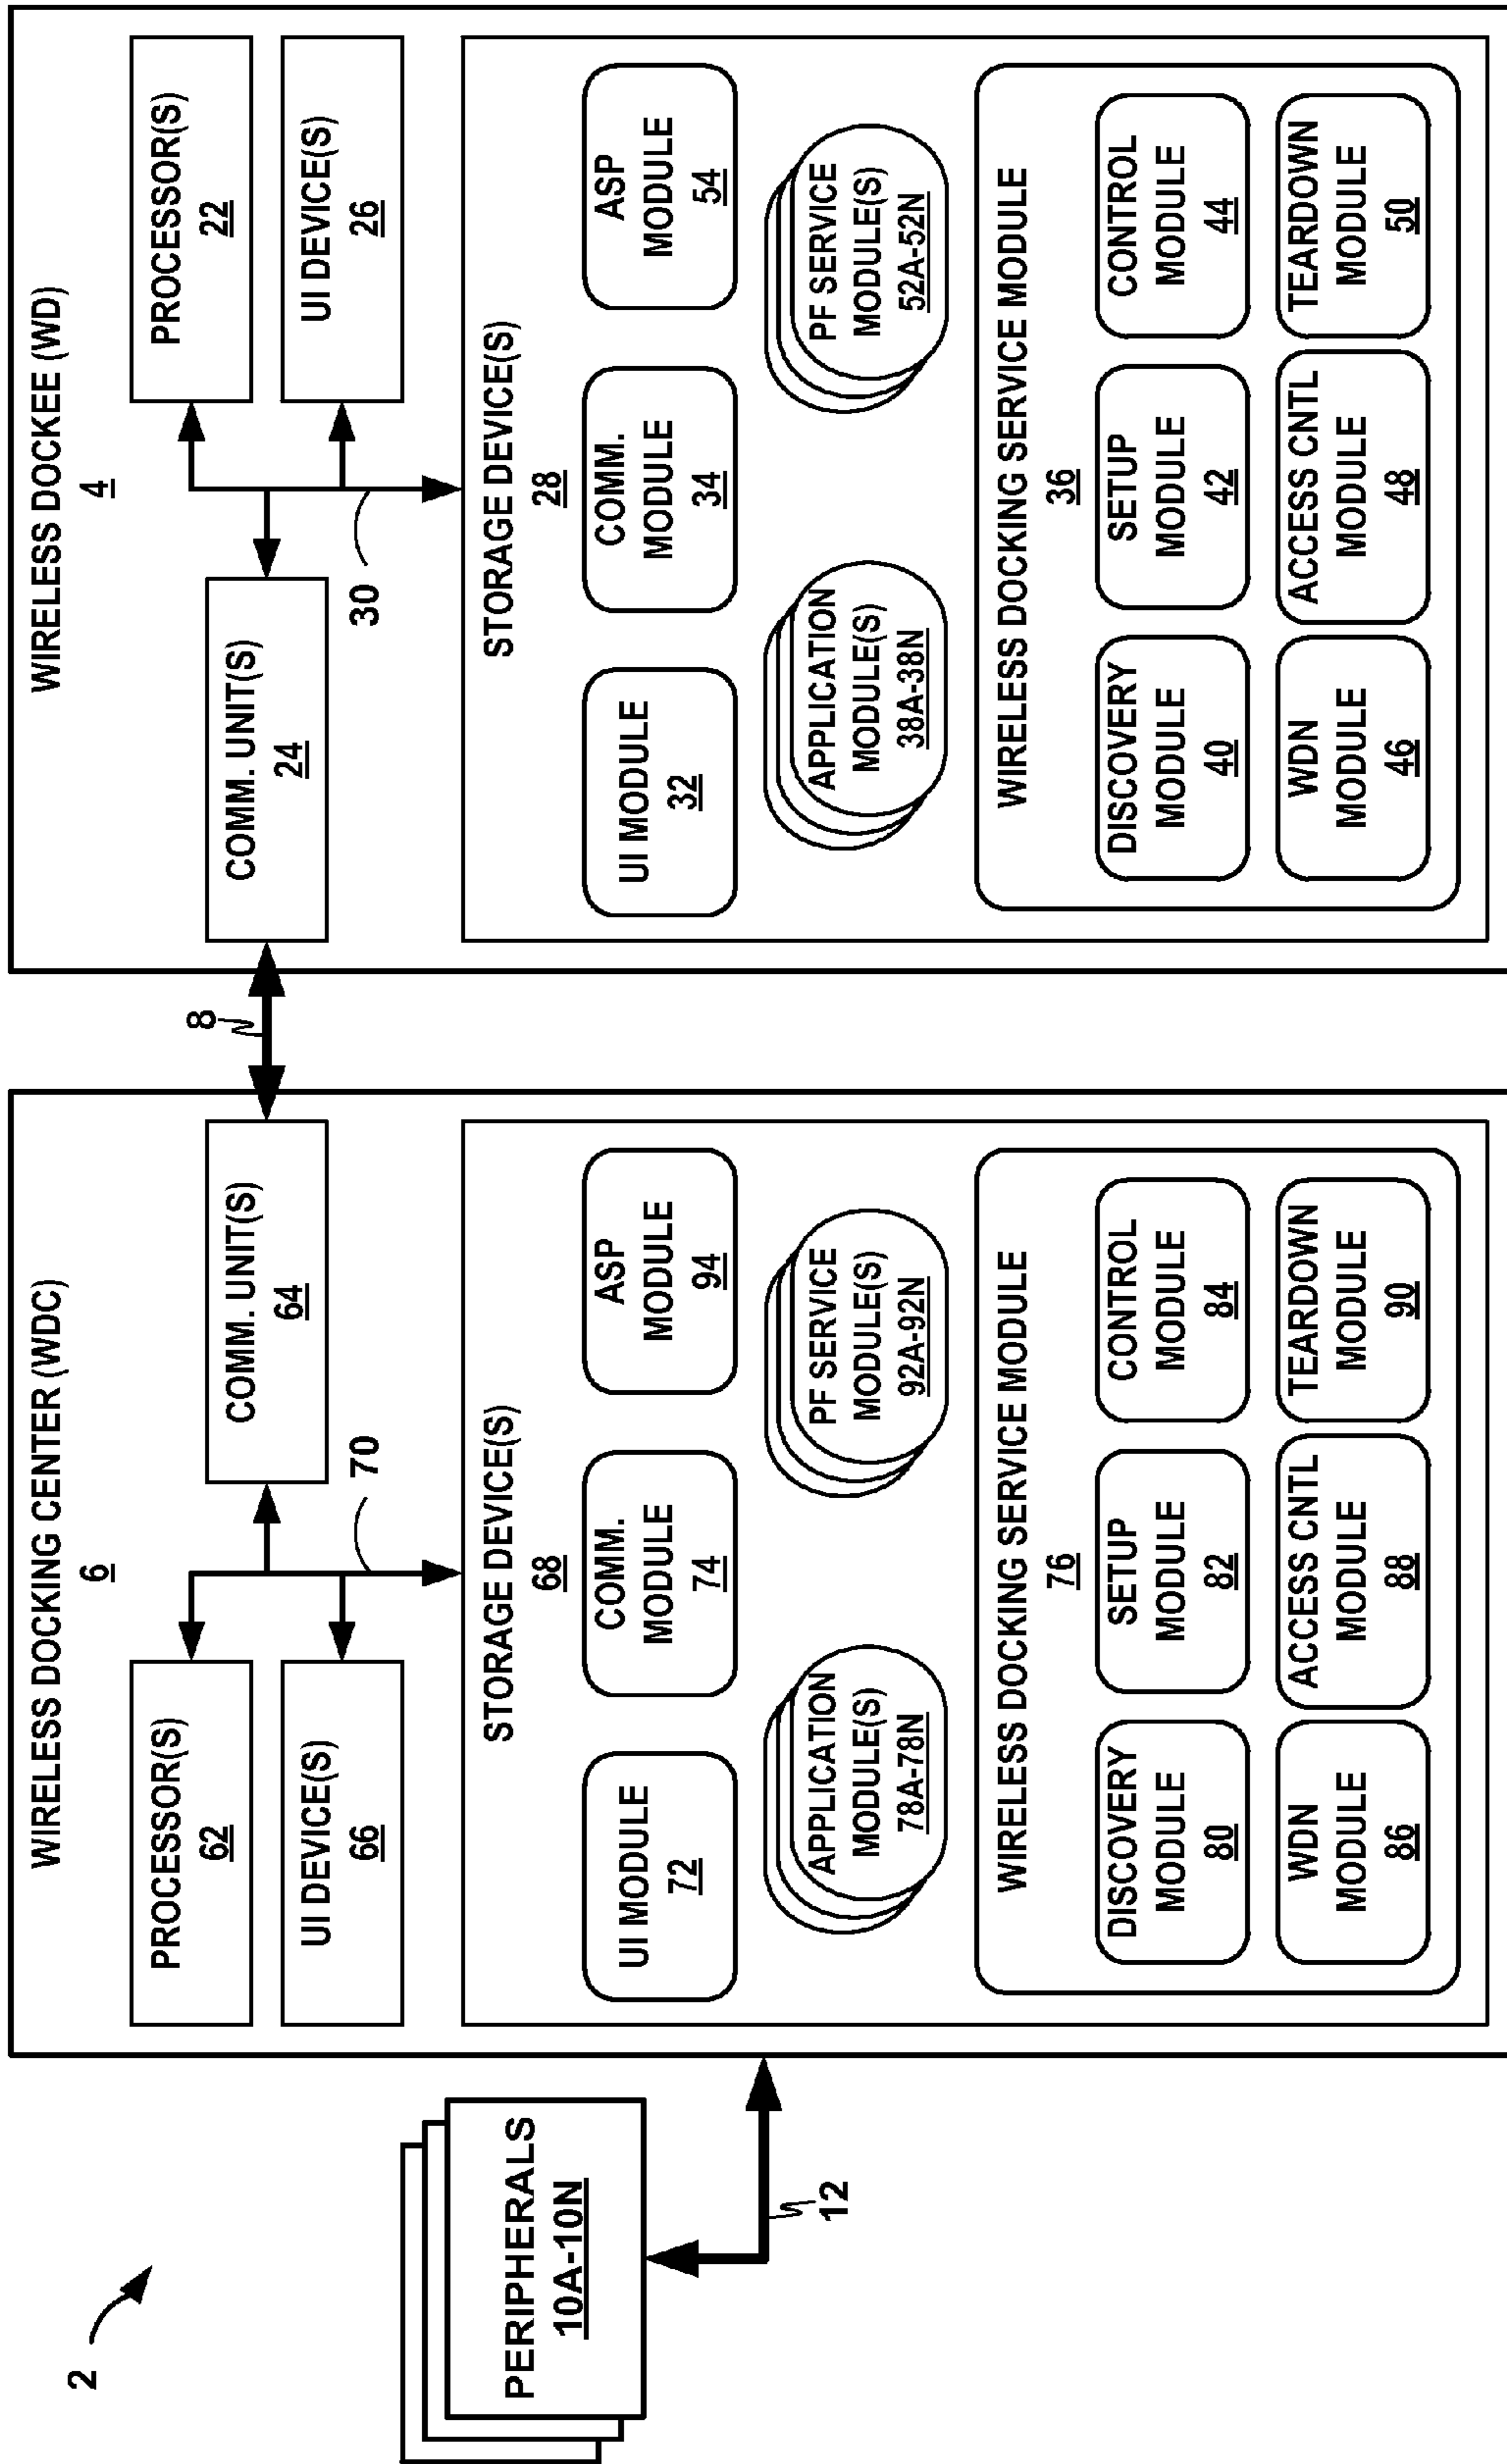 2
PERIPHERALS
10A-10N
12
WIRELESS DOCKING CENTER (WDC)
6
PROCESSOR(S)
62
UI DEVICE(S)
66
COMM. UNIT(S)
64
70
STORAGE DEVICE(S)
68
UI MODULE
72
COMM.
MODULE
74
ASP
MODULE
94
APPLICATION
MODULE(S)
78A-78N
PF SERVICE
MODULE(S)
92A-92N
WIRELESS DOCKING SERVICE MODULE
76
DISCOVERY
MODULE
80
SETUP
MODULE
82
CONTROL
MODULE
84
WDN
MODULE
86
ACCESS CNTL
MODULE
88
TEARDOWN
MODULE
90
8
WIRELESS DOCKEE (WD)
4
COMM. UNIT(S)
24
PROCESSOR(S)
22
UI DEVICE(S)
26
30
STORAGE DEVICE(S)
28
UI MODULE
32
COMM.
MODULE
34
ASP
MODULE
54
APPLICATION
MODULE(S)
38A-38N
PF SERVICE
MODULE(S)
52A-52N
WIRELESS DOCKING SERVICE MODULE
36
DISCOVERY
MODULE
40
SETUP
MODULE
42
CONTROL
MODULE
44
WDN
MODULE
46
ACCESS CNTL
MODULE
48
TEARDOWN
MODULE
50